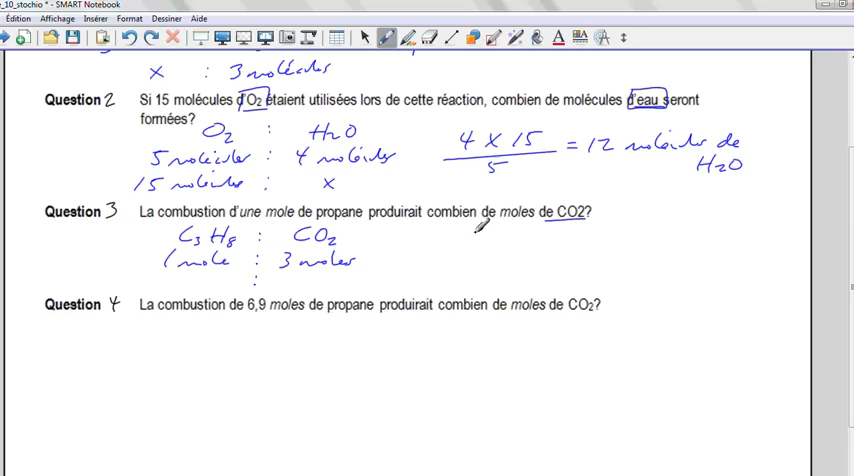 _10_stochio * - SMART Notebook
Édition Affichage Insérer Format Dessiner Aide
x : 3 molécules
Question 2 Si 15 molécules d'O2 étaient utilisées lors de cette réaction, combien de molécules d'eau seront
formées?
O2 : H2O
5 molécules : 4 molécules
15 molécules : x
4 x 15
5
= 12 molécules de
H2O
Question 3 La combustion d'une mole de propane produirait combien de moles de CO2?
C3H8 : CO2
1 mole : 3 moles
:
Question 4 La combustion de 6,9 moles de propane produirait combien de moles de CO2?